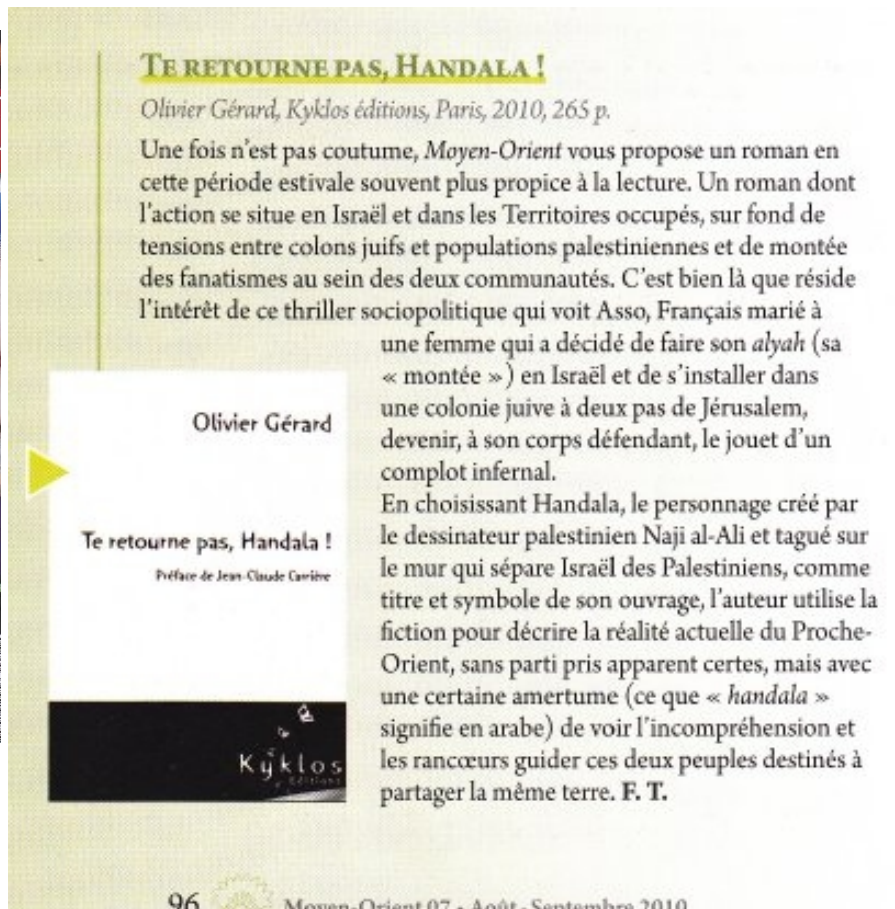 TE RETOURNE PAS, HANDALA !
Olivier Gérard, Kyklos éditions, Paris, 2010, 265 p.
Une fois n'est pas coutume, Moyen-Orient vous propose un roman en
cette période estivale souvent plus propice à la lecture. Un roman dont
l'action se situe en Israël et dans les Territoires occupés, sur fond de
tensions entre colons juifs et populations palestiniennes et de montée
des fanatismes au sein des deux communautés. C'est bien là que réside
l'intérêt de ce thriller sociopolitique qui voit Asso, Français marié à
une femme qui a décidé de faire son alyah (sa
« montée ») en Israël et de s'installer dans
une colonie juive à deux pas de Jérusalem,
devenir, à son corps défendant, le jouet d'un
complot infernal.
En choisissant Handala, le personnage créé par
le dessinateur palestinien Naji al-Ali et tagué sur
le mur qui sépare Israël des Palestiniens, comme
titre et symbole de son ouvrage, l'auteur utilise la
fiction pour décrire la réalité actuelle du Proche-
Orient, sans parti pris apparent certes, mais avec
une certaine amertume (ce que « handala »
signifie en arabe) de voir l'incompréhension et
les rancœurs guider ces deux peuples destinés à
partager la même terre. F. T.
Olivier Gérard
Te retourne pas, Handala !
Préface de Jean-Claude Carrière
Kyklos
Éditions
96 Moyen-Orient 07 • Août - Septembre 2010